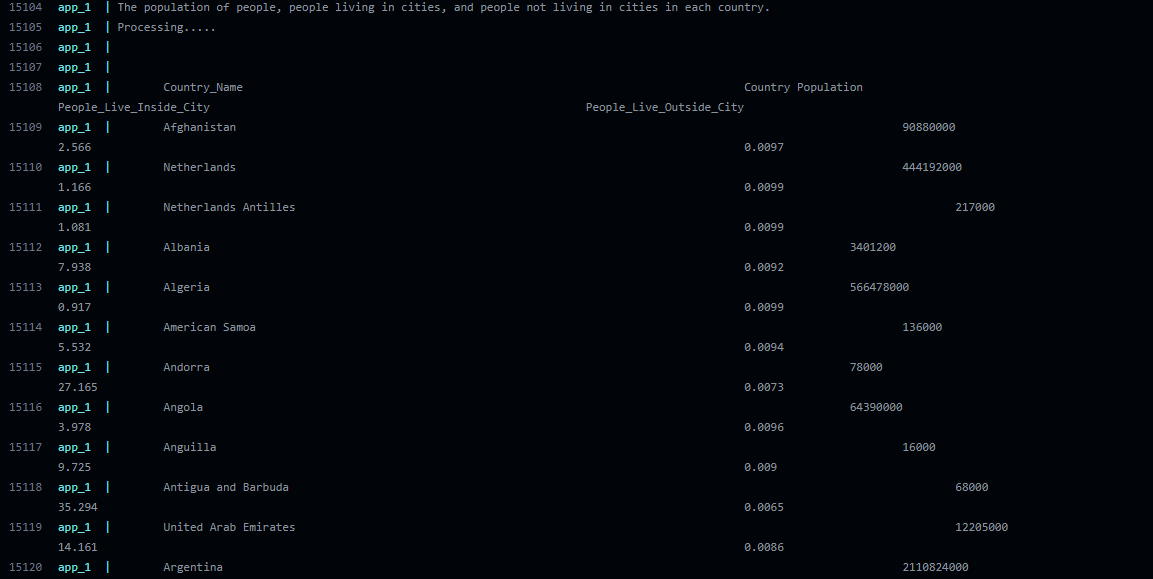 15104 app_1 | The population of people, people living in cities, and people not living in cities in each country.
15105 app_1 | Processing.....
15106 app_1 |
15107 app_1 |
15108 app_1 | Country_Name Country Population
People_Live_Inside_City People_Live_Outside_City
15109 app_1 | Afghanistan 90880000
2.566 0.0097
15110 app_1 | Netherlands 444192000
1.166 0.0099
15111 app_1 | Netherlands Antilles 217000
1.081 0.0099
15112 app_1 | Albania 3401200
7.938 0.0092
15113 app_1 | Algeria 566478000
0.917 0.0099
15114 app_1 | American Samoa 136000
5.532 0.0094
15115 app_1 | Andorra 78000
27.165 0.0073
15116 app_1 | Angola 64390000
3.978 0.0096
15117 app_1 | Anguilla 16000
9.725 0.009
15118 app_1 | Antigua and Barbuda 68000
35.294 0.0065
15119 app_1 | United Arab Emirates 12205000
14.161 0.0086
15120 app_1 | Argentina 2110824000